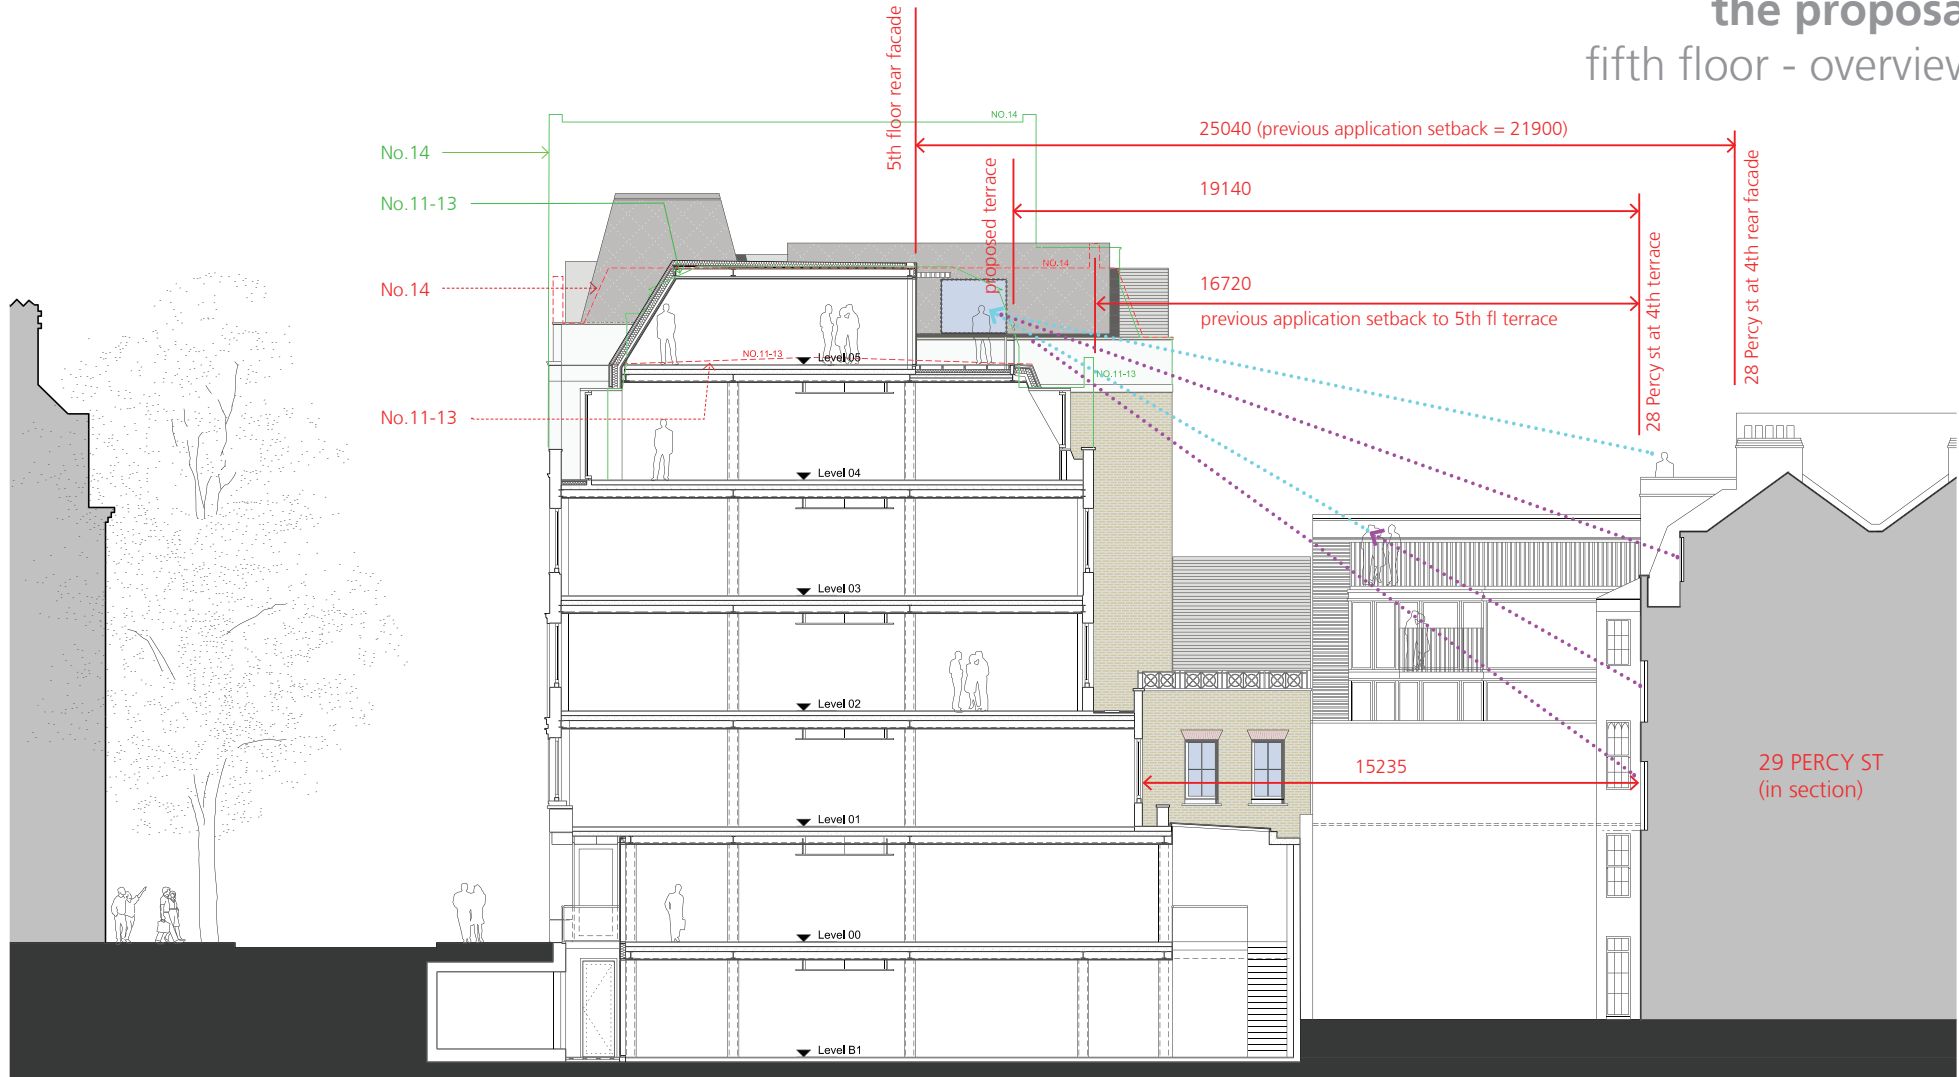 the proposa
fifth floor - overview
5th floor rear facade
NO.14
25040 (previous application setback = 21900)
No.14
28 Percy st at 4th rear facade
proposed terrace
19140
No.11-13
28 Percy st at 4th terrace
NO.14
16720
previous application setback to 5th fl terrace
No.14
NO.11-13
Level 05
NO.11-13
No.11-13
Level 04
Level 03
Level 02
15235
29 PERCY ST
(in section)
Level 01
Level 00
Level B1